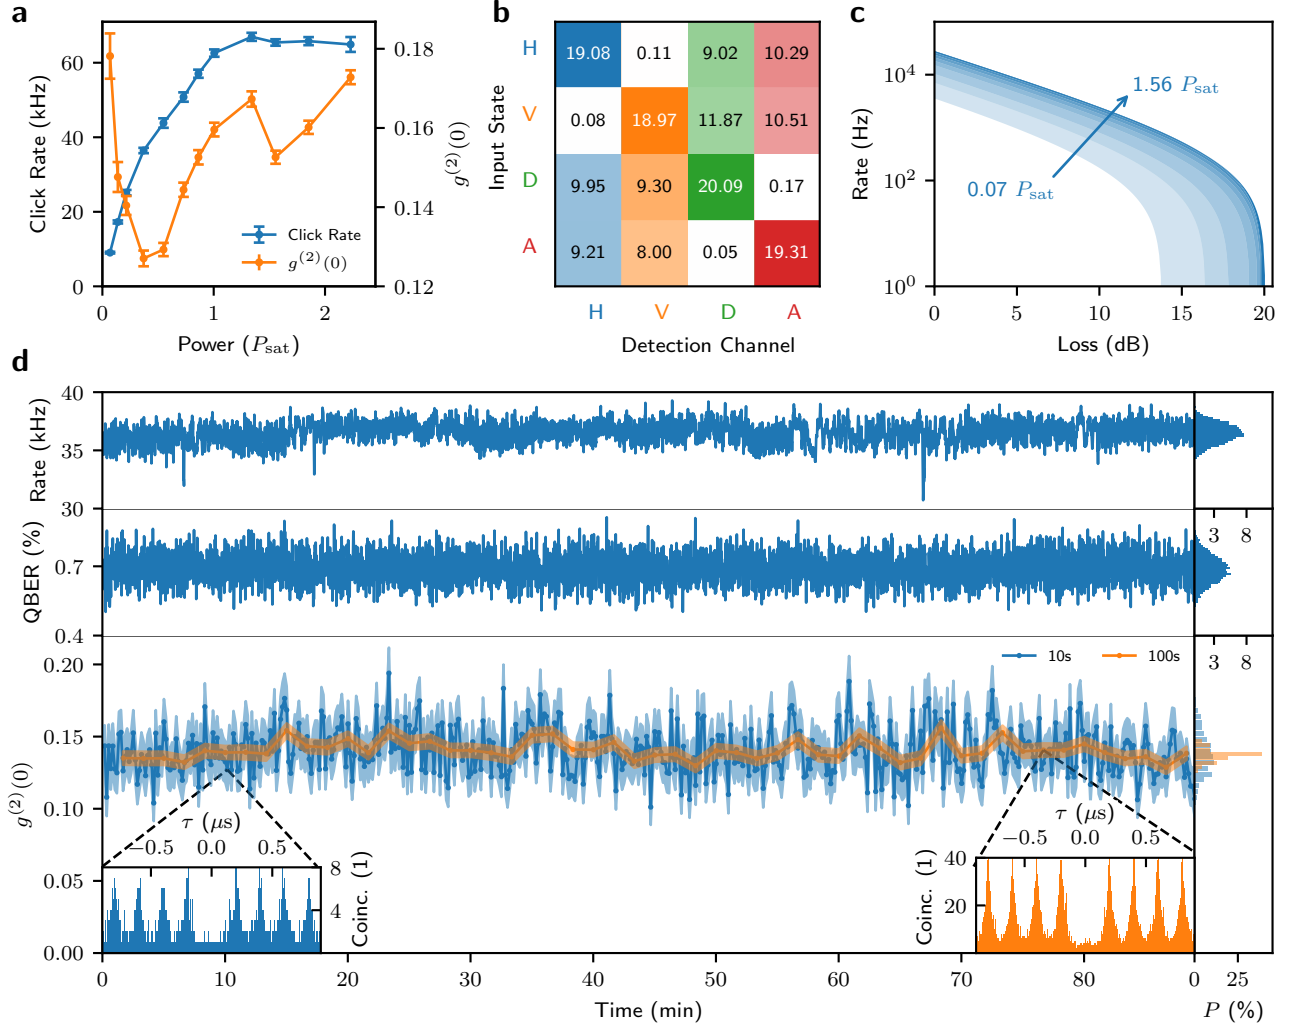 a
Click Rate (kHz)
60
40
20
0
0
1
2
Power (P_sat)
0.18
0.16
0.14
0.12
g^(2)(0)
Click Rate
g^(2)(0)
b
Input State
H
19.08
0.11
9.02
10.29
V
0.08
18.97
11.87
10.51
D
9.95
9.30
20.09
0.17
A
9.21
8.00
0.05
19.31
H
V
D
A
Detection Channel
c
Rate (Hz)
10^4
10^2
10^0
1.56 P_sat
0.07 P_sat
0
5
10
15
20
Loss (dB)
d
Rate (kHz)
40
35
30
3
8
QBER (%)
0.7
0.4
3
8
g^(2)(0)
0.20
0.15
0.10
0.05
0.00
10s
100s
τ (μs)
−0.5
0.0
0.5
8
4
Coinc. (1)
τ (μs)
−0.5
0.0
0.5
40
20
Coinc. (1)
0
10
20
30
40
50
60
70
80
Time (min)
0
25
P (%)